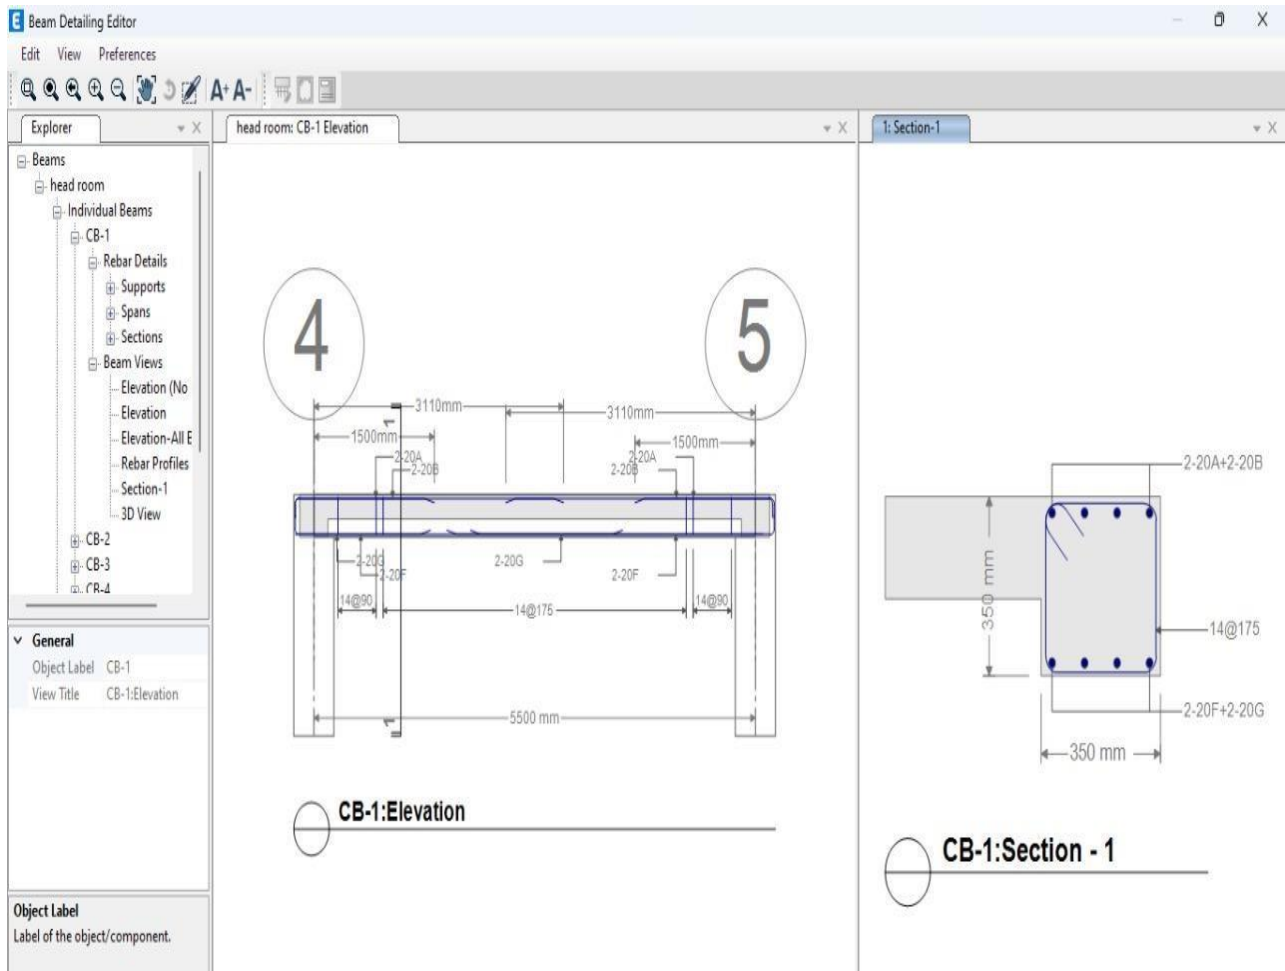 Beam Detailing Editor
Edit View Preferences
A+ A-
Explorer
Beams
head room
Individual Beams
CB-1
Rebar Details
Supports
Spans
Sections
Beam Views
Elevation (No
Elevation
Elevation-All E
Rebar Profiles
Section-1
3D View
CB-2
CB-3
CB-4
General
Object Label CB-1
View Title CB-1:Elevation
Object Label
Label of the object/component.
head room: CB-1 Elevation
4 5
3110mm 3110mm
1
1500mm 1500mm
2-20A 2-20A
2-20B 2-20B
2-20G 2-20G
2-20F 2-20F
14@90 14@175 14@90
5500 mm
1
CB-1:Elevation
1: Section-1
2-20A+2-20B
350 mm
14@175
2-20F+2-20G
350 mm
CB-1:Section - 1